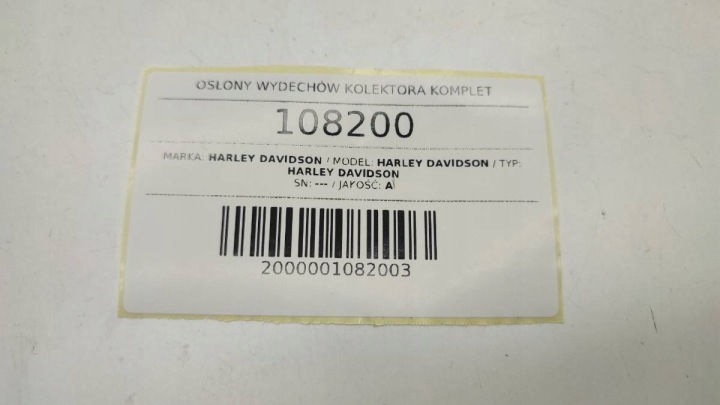 OSŁONY WYDECHÓW KOLEKTORA KOMPLET
108200
MARKA: HARLEY DAVIDSON / MODEL: HARLEY DAVIDSON / TYP:
HARLEY DAVIDSON
SN: --- / JAKOŚĆ: A
2000001082003